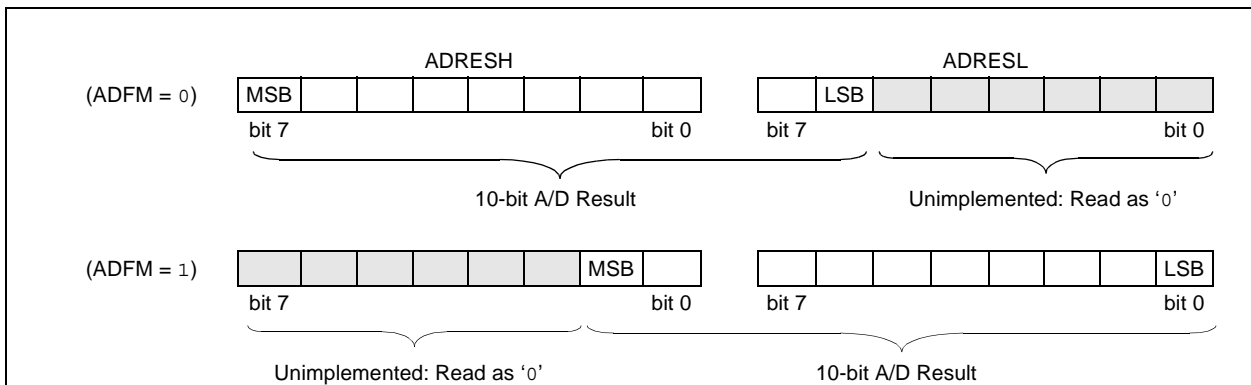 ADRESH ADRESL
(ADFM = 0) MSB LSB
bit 7 bit 0 bit 7 bit 0
10-bit A/D Result Unimplemented: Read as ‘0’
(ADFM = 1) MSB LSB
bit 7 bit 0 bit 7 bit 0
Unimplemented: Read as ‘0’ 10-bit A/D Result